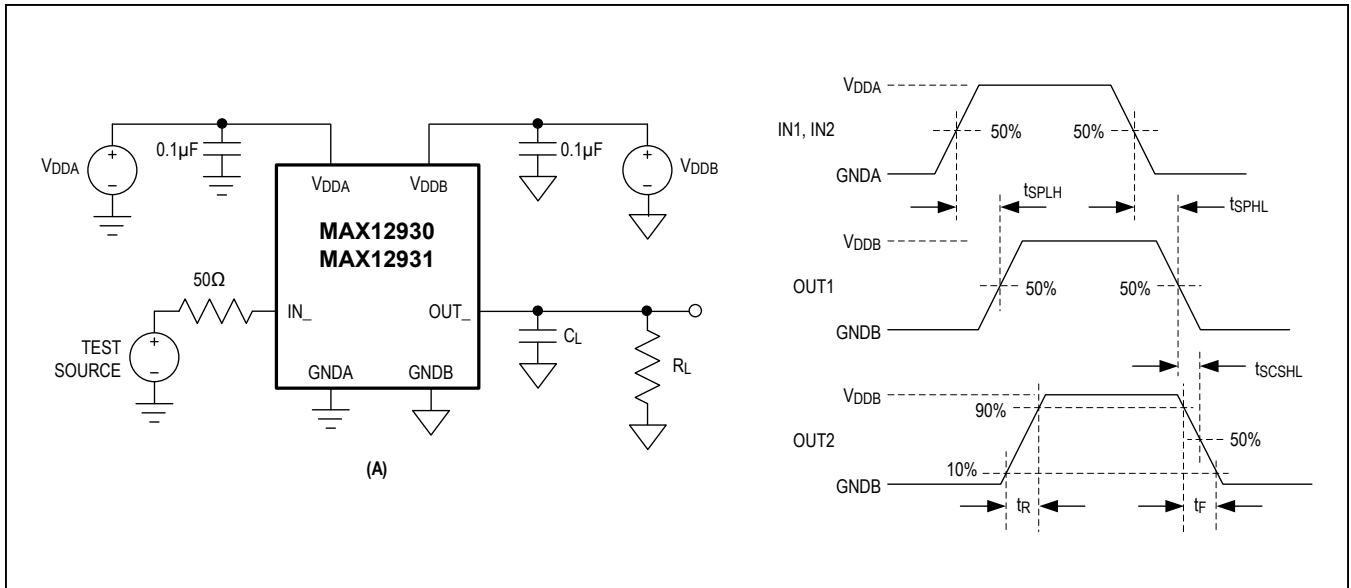 VDDA
0.1µF
0.1µF
VDDB
VDDA
VDDB
MAX12930
MAX12931
50Ω
IN_
OUT_
TEST
SOURCE
CL
RL
GNDA
GNDB
(A)
VDDA
IN1, IN2
50%
50%
GNDA
tSPLH
tSPHL
VDDB
OUT1
50%
50%
GNDB
tSCSHL
VDDB
90%
OUT2
50%
10%
GNDB
tR
tF